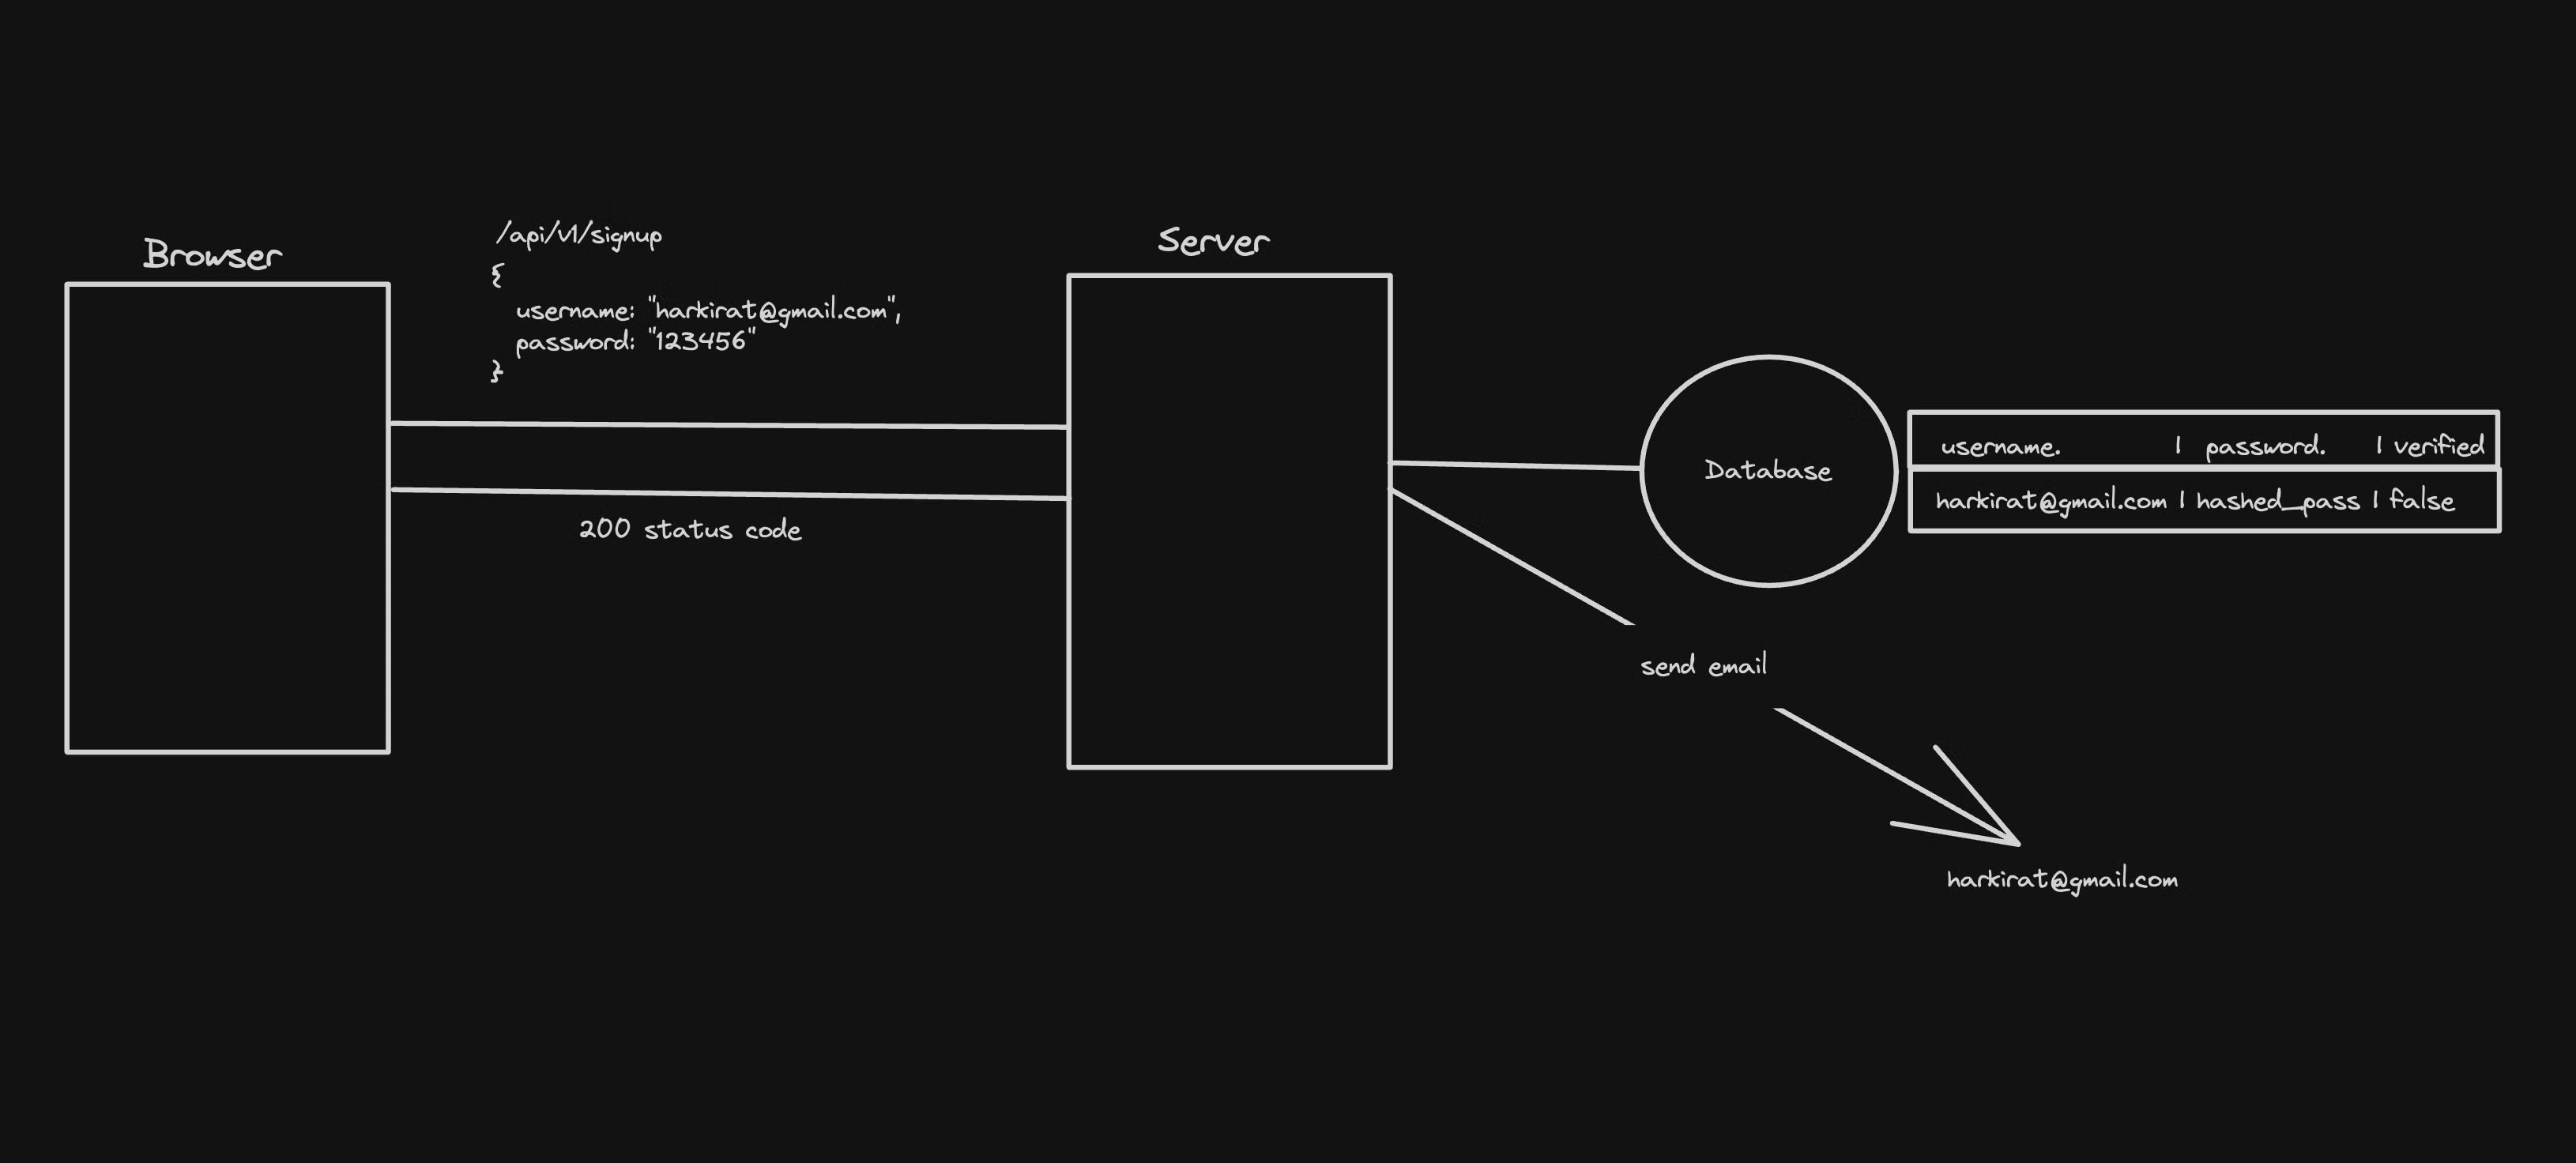 Browser
/api/v1/signup
{
username: "harkirat@gmail.com",
password: "123456"
}
200 status code
Server
Database
username. | password. | verified
harkirat@gmail.com | hashed_pass | false
send email
harkirat@gmail.com